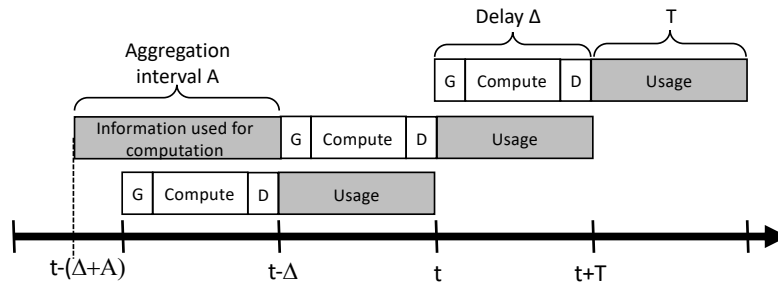 Delay Δ
T
Aggregation
interval A
G Compute D Usage
Information used for
computation
G Compute D Usage
G Compute D Usage
t-(Δ+A)
t-Δ
t
t+T